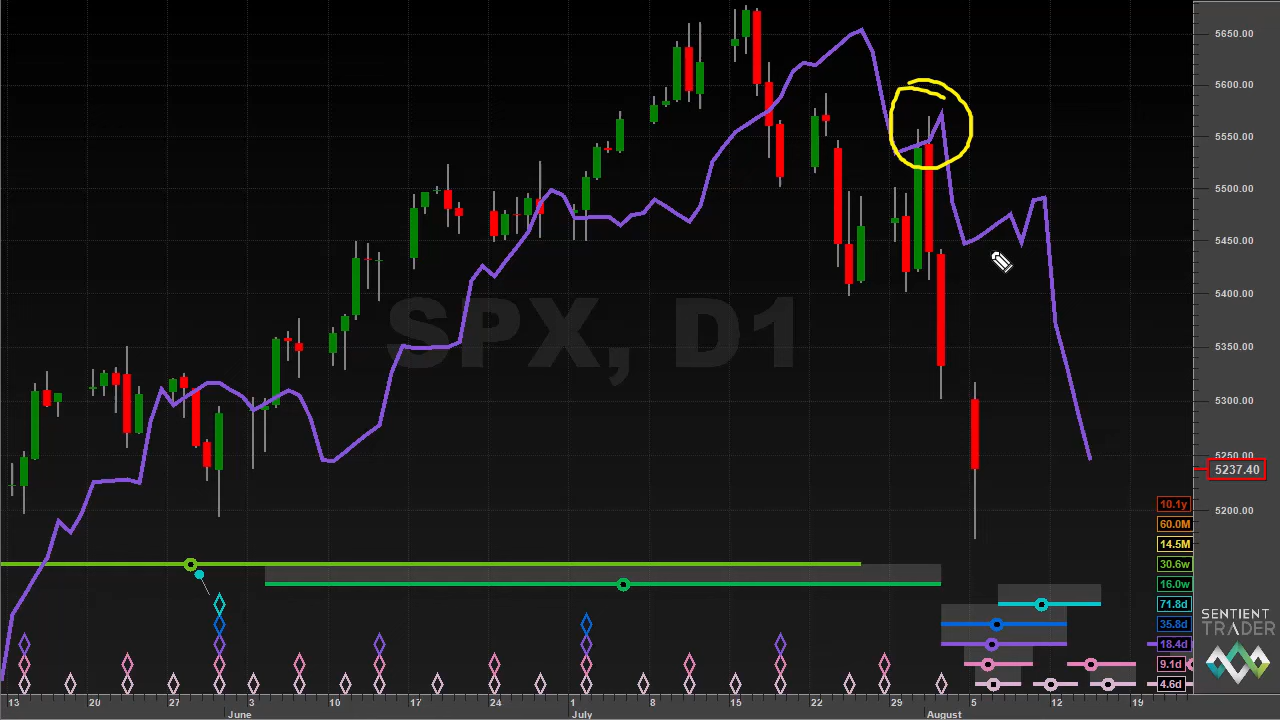 SPX, D1
5650.00
5600.00
5550.00
5500.00
5450.00
5400.00
5350.00
5300.00
5250.00
5237.40
5200.00
10.1y
60.0M
14.5M
30.6w
16.0w
71.8d
35.8d
18.4d
9.1d
4.6d
SENTIENT
TRADER
13 20 27 3 10 17 24 1 8 15 22 29 5 12 19
June July August